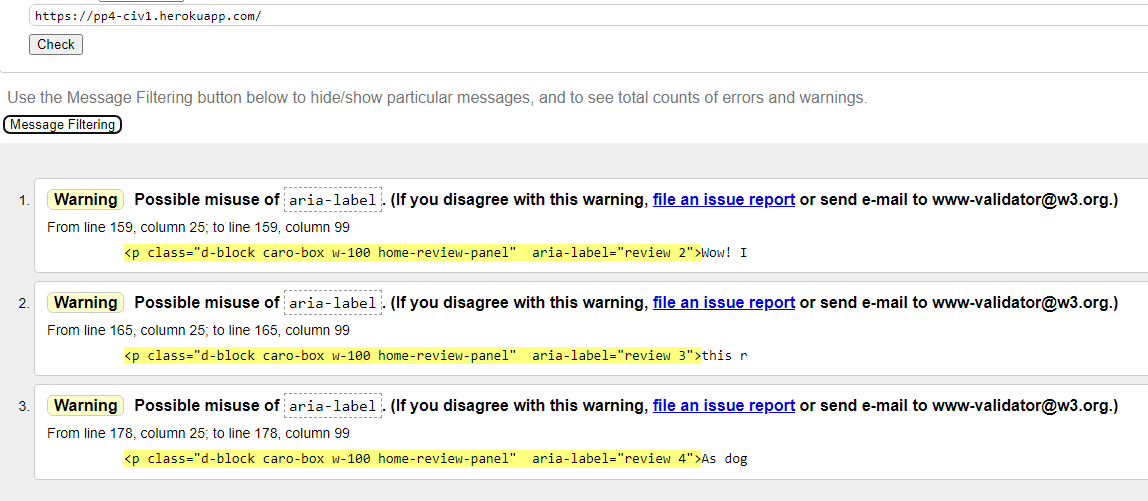 https://pp4-civ1.herokuapp.com/
Check
Use the Message Filtering button below to hide/show particular messages, and to see total counts of errors and warnings.
Message Filtering
1. Warning Possible misuse of aria-label. (If you disagree with this warning, file an issue report or send e-mail to www-validator@w3.org.)
From line 159, column 25; to line 159, column 99
<p class="d-block caro-box w-100 home-review-panel"  aria-label="review 2">Wow! I
2. Warning Possible misuse of aria-label. (If you disagree with this warning, file an issue report or send e-mail to www-validator@w3.org.)
From line 165, column 25; to line 165, column 99
<p class="d-block caro-box w-100 home-review-panel"  aria-label="review 3">this r
3. Warning Possible misuse of aria-label. (If you disagree with this warning, file an issue report or send e-mail to www-validator@w3.org.)
From line 178, column 25; to line 178, column 99
<p class="d-block caro-box w-100 home-review-panel"  aria-label="review 4">As dog